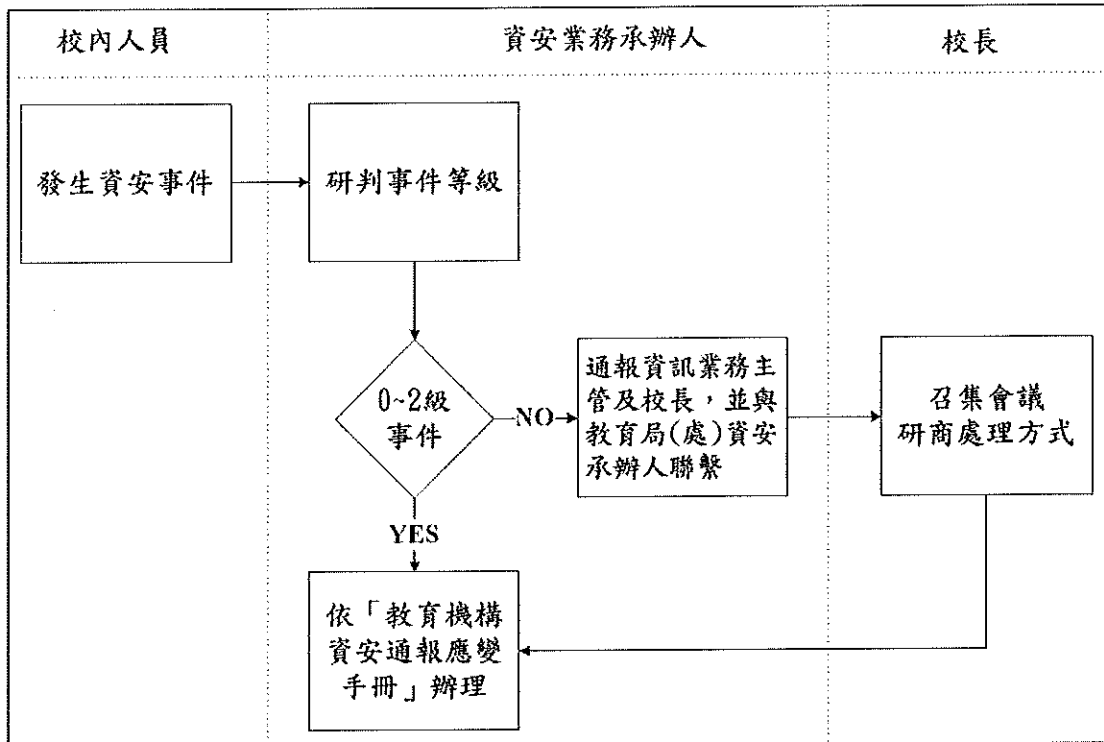 校內人員
資安業務承辦人
校長
發生資安事件
研判事件等級
0~2級
事件
NO
通報資訊業務主
管及校長，並與
教育局(處)資安
承辦人聯繫
召集會議
研商處理方式
YES
依「教育機構
資安通報應變
手冊」辦理